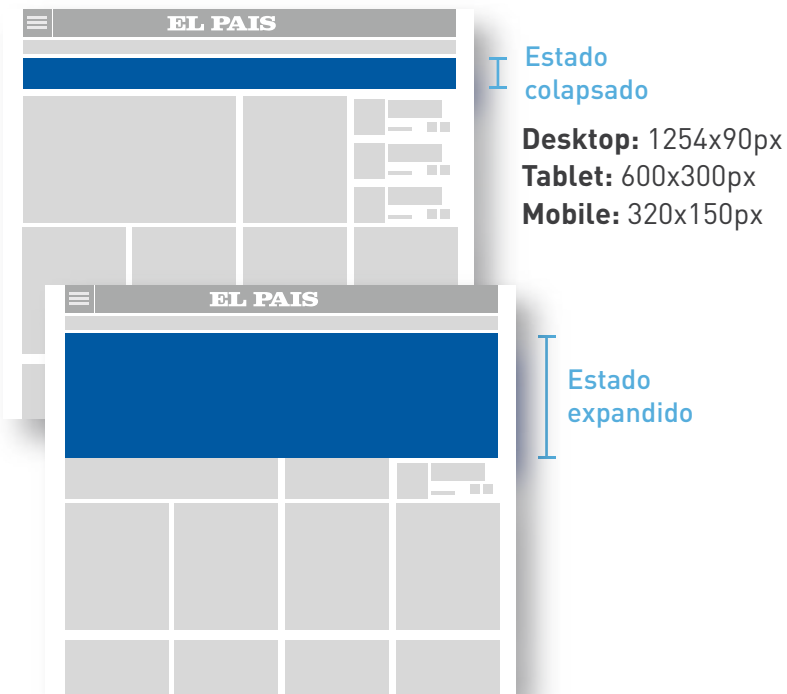 EL PAIS
Estado
colapsado
Desktop: 1254x90px
Tablet: 600x300px
Mobile: 320x150px
EL PAIS
Estado
expandido